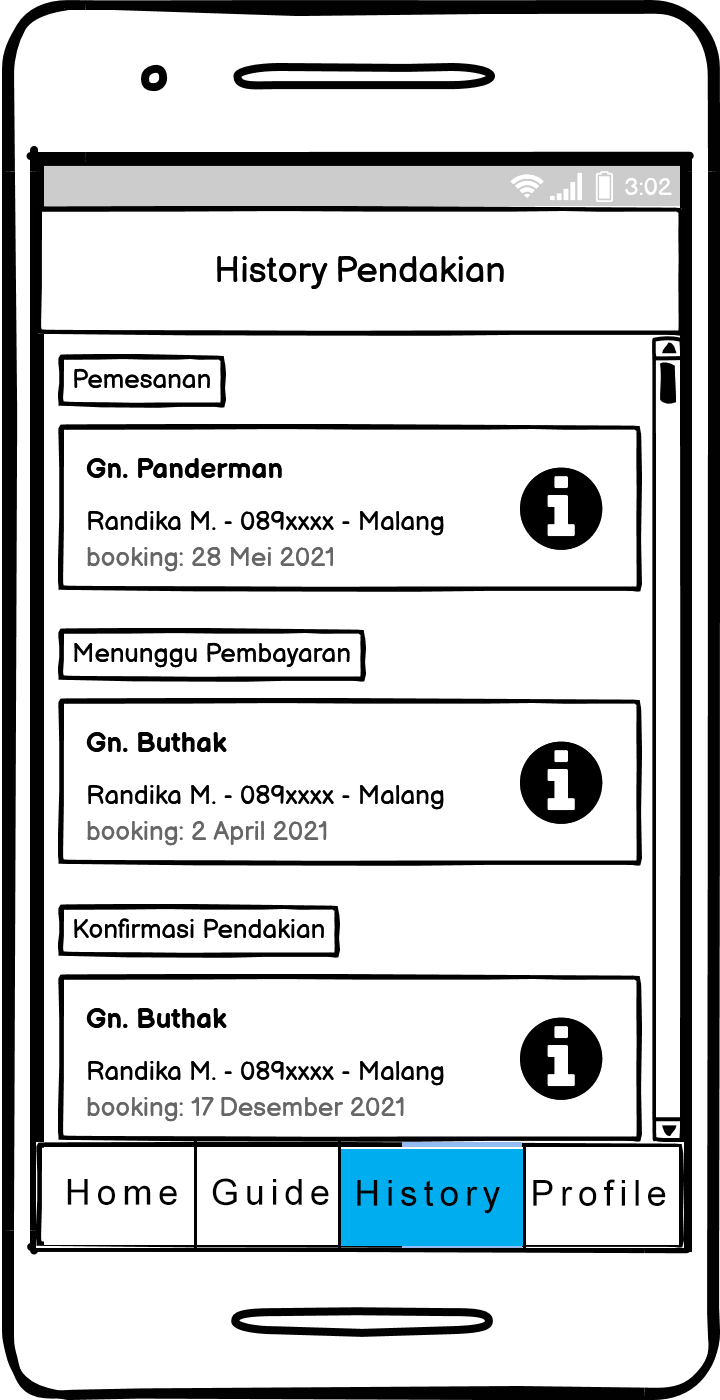 3:02
History Pendakian
Pemesanan
Gn. Panderman
Randika M. - 089xxxx - Malang
booking: 28 Mei 2021
Menunggu Pembayaran
Gn. Buthak
Randika M. - 089xxxx - Malang
booking: 2 April 2021
Konfirmasi Pendakian
Gn. Buthak
Randika M. - 089xxxx - Malang
booking: 17 Desember 2021
Home Guide History Profile